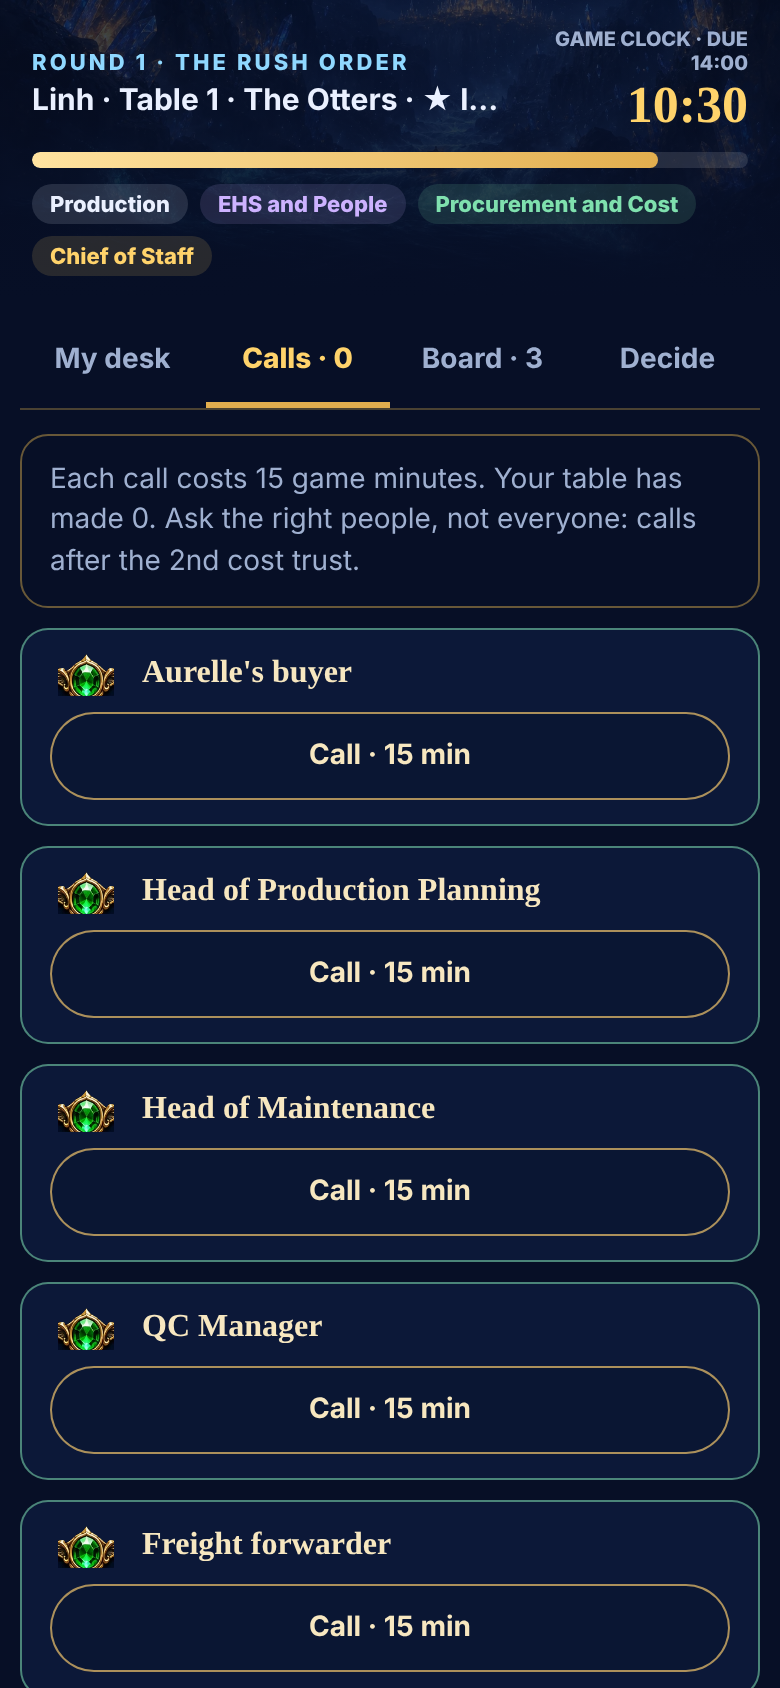 ROUND 1 · THE RUSH ORDER
Linh · Table 1 · The Otters · ★ I...
GAME CLOCK · DUE
14:00
10:30
Production
EHS and People
Procurement and Cost
Chief of Staff
My desk
Calls · 0
Board · 3
Decide
Each call costs 15 game minutes. Your table has
made 0. Ask the right people, not everyone: calls
after the 2nd cost trust.
Aurelle's buyer
Call · 15 min
Head of Production Planning
Call · 15 min
Head of Maintenance
Call · 15 min
QC Manager
Call · 15 min
Freight forwarder
Call · 15 min